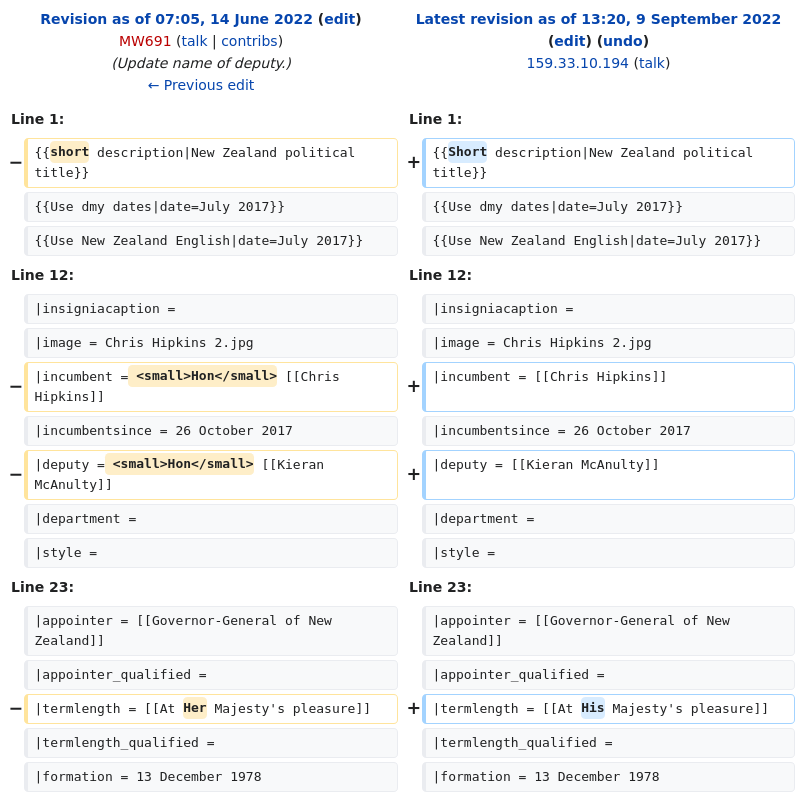 Revision as of 07:05, 14 June 2022 (edit)
MW691 (talk | contribs)
(Update name of deputy.)
← Previous edit
Latest revision as of 13:20, 9 September 2022
(edit) (undo)
159.33.10.194 (talk)
Line 1:
Line 1:
− {{short description|New Zealand political
title}}
+ {{Short description|New Zealand political
title}}
{{Use dmy dates|date=July 2017}}
{{Use dmy dates|date=July 2017}}
{{Use New Zealand English|date=July 2017}}
{{Use New Zealand English|date=July 2017}}
Line 12:
Line 12:
|insigniacaption =
|insigniacaption =
|image = Chris Hipkins 2.jpg
|image = Chris Hipkins 2.jpg
− |incumbent = <small>Hon</small> [[Chris
Hipkins]]
+ |incumbent = [[Chris Hipkins]]
|incumbentsince = 26 October 2017
|incumbentsince = 26 October 2017
− |deputy = <small>Hon</small> [[Kieran
McAnulty]]
+ |deputy = [[Kieran McAnulty]]
|department =
|department =
|style =
|style =
Line 23:
Line 23:
|appointer = [[Governor-General of New
Zealand]]
|appointer = [[Governor-General of New
Zealand]]
|appointer_qualified =
|appointer_qualified =
− |termlength = [[At Her Majesty's pleasure]]
+ |termlength = [[At His Majesty's pleasure]]
|termlength_qualified =
|termlength_qualified =
|formation = 13 December 1978
|formation = 13 December 1978